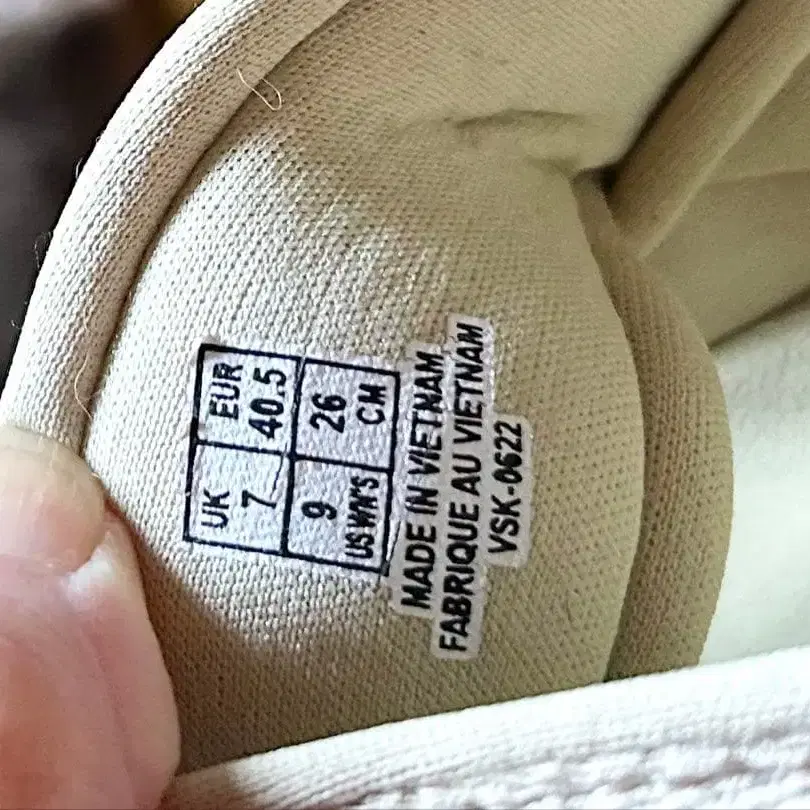 UK EUR
7 40.5
9 26
US WN'S CM
MADE IN VIETNAM
FABRIQUE AU VIETNAM
VSK-0622